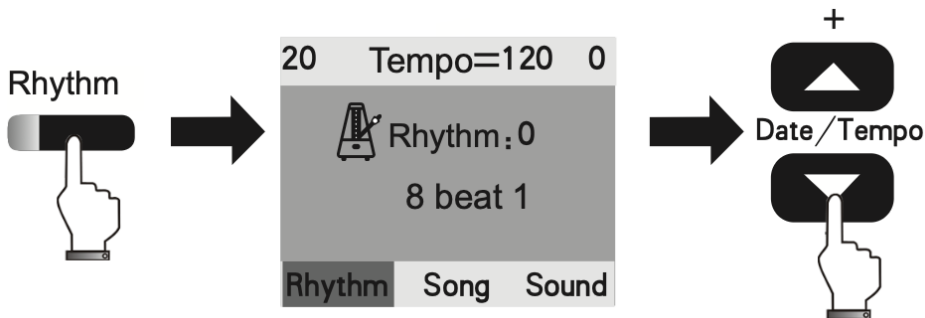 Rhythm
20 Tempo=120 0
Rhythm:0
8 beat 1
Rhythm Song Sound
+
Date/Tempo